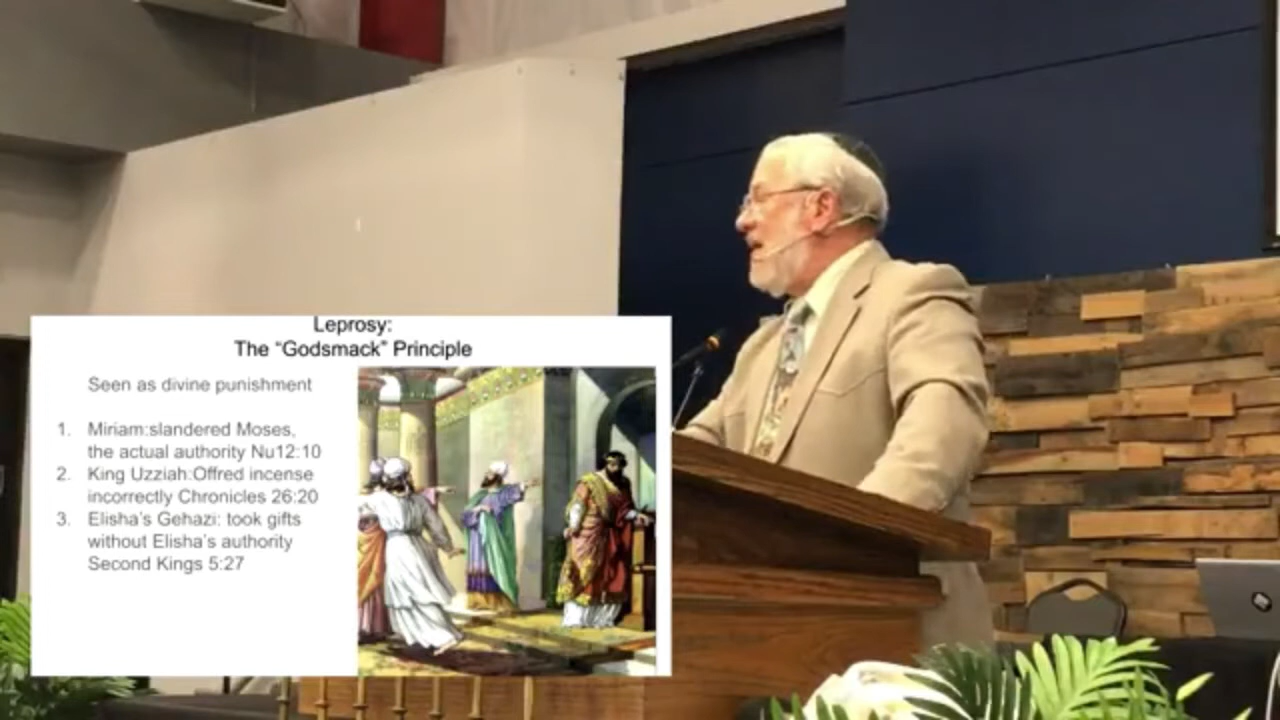 Leprosy:
The “Godsmack” Principle
Seen as divine punishment
1. Miriam:slandered Moses,
the actual authority Nu12:10
2. King Uzziah:Offred incense
incorrectly Chronicles 26:20
3. Elisha’s Gehazi: took gifts
without Elisha’s authority
Second Kings 5:27